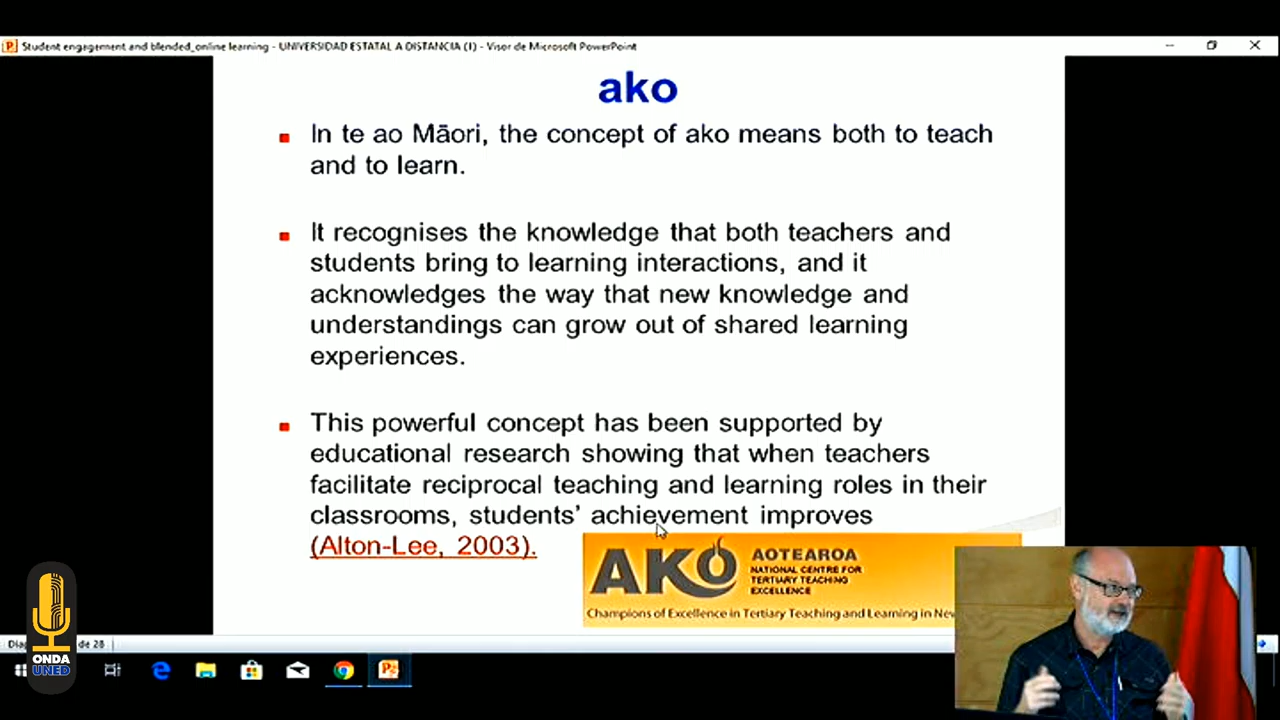 Student engagement and blended_online learning - UNIVERSIDAD ESTATAL A DISTANCIA (I) - Visor de Microsoft PowerPoint
ako
In te ao Māori, the concept of ako means both to teach
and to learn.
It recognises the knowledge that both teachers and
students bring to learning interactions, and it
acknowledges the way that new knowledge and
understandings can grow out of shared learning
experiences.
This powerful concept has been supported by
educational research showing that when teachers
facilitate reciprocal teaching and learning roles in their
classrooms, students’ achievement improves
(Alton-Lee, 2003).
AKO
AOTEAROA
NATIONAL CENTRE FOR
TERTIARY TEACHING
EXCELLENCE
Champions of Excellence in Tertiary Teaching and Learning in
de 28
ONDA
UNED